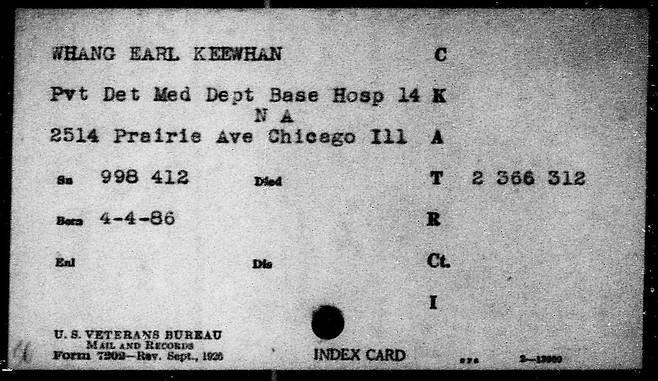 WHANG EARL KEEWHAN C
Pvt Det Med Dept Base Hosp 14 K
N A
2514 Prairie Ave Chicago Ill A
Sn 998 412 Died T 2 366 312
Born 4-4-86 R
Enl Dis Ct.
I
U. S. VETERANS BUREAU
MAIL AND RECORDS
Form 7202—Rev. Sept., 1926 INDEX CARD